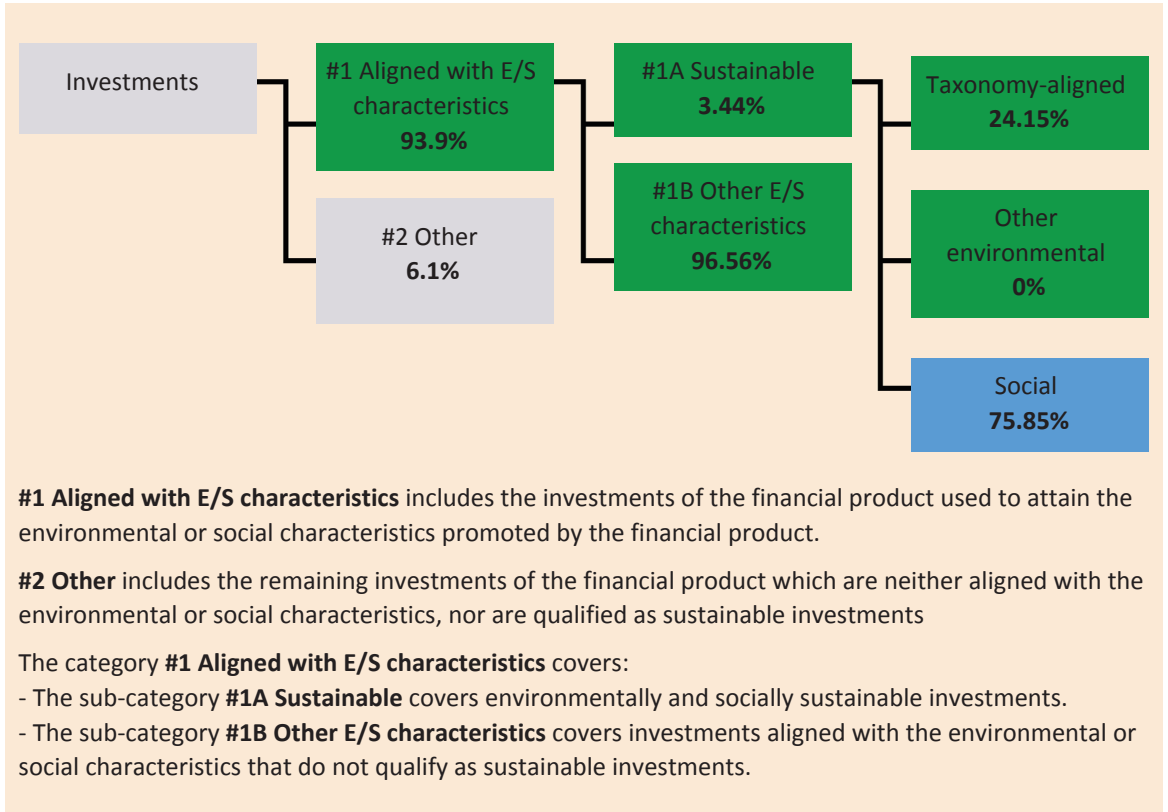 Investments
#1 Aligned with E/S
characteristics
93.9%
#2 Other
6.1%
#1A Sustainable
3.44%
#1B Other E/S
characteristics
96.56%
Taxonomy-aligned
24.15%
Other
environmental
0%
Social
75.85%
#1 Aligned with E/S characteristics includes the investments of the financial product used to attain the
environmental or social characteristics promoted by the financial product.
#2 Other includes the remaining investments of the financial product which are neither aligned with the
environmental or social characteristics, nor are qualified as sustainable investments
The category #1 Aligned with E/S characteristics covers:
- The sub-category #1A Sustainable covers environmentally and socially sustainable investments.
- The sub-category #1B Other E/S characteristics covers investments aligned with the environmental or
social characteristics that do not qualify as sustainable investments.